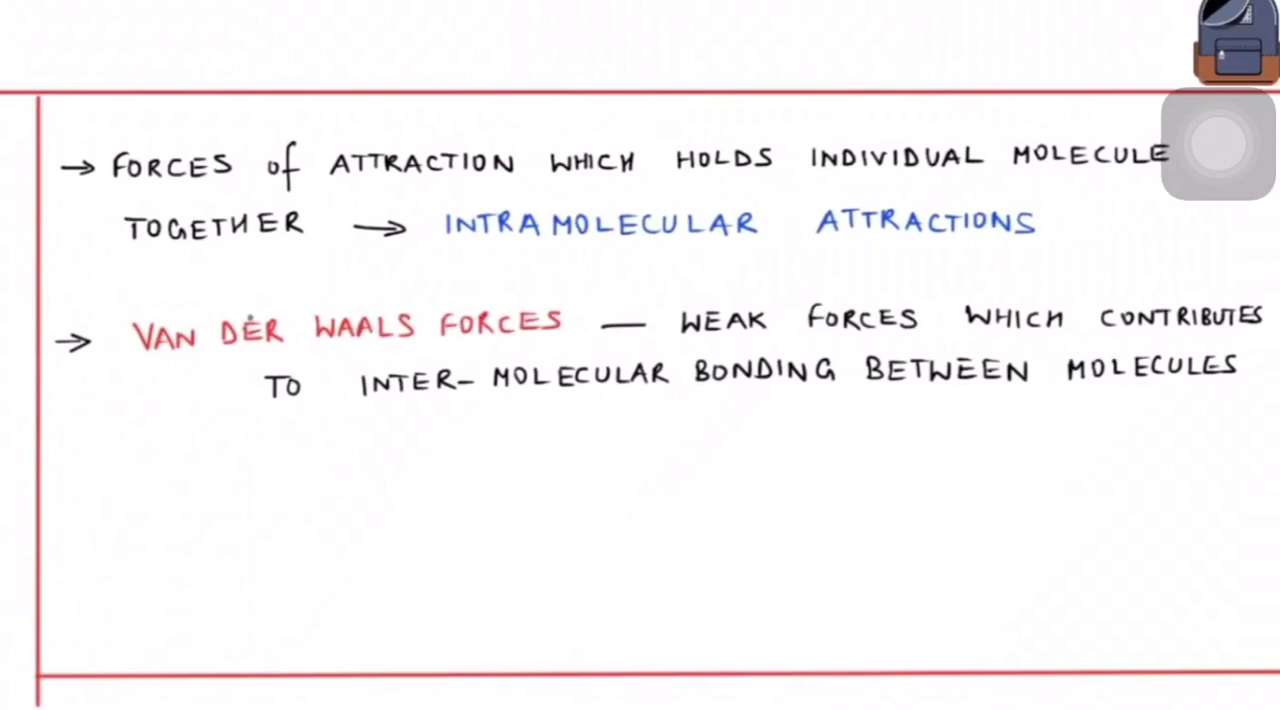 → FORCES of ATTRACTION WHICH HOLDS INDIVIDUAL MOLECULE
TOGETHER → INTRAMOLECULAR ATTRACTIONS
→ VAN DER WAALS FORCES — WEAK FORCES WHICH CONTRIBUTES
TO INTER-MOLECULAR BONDING BETWEEN MOLECULES